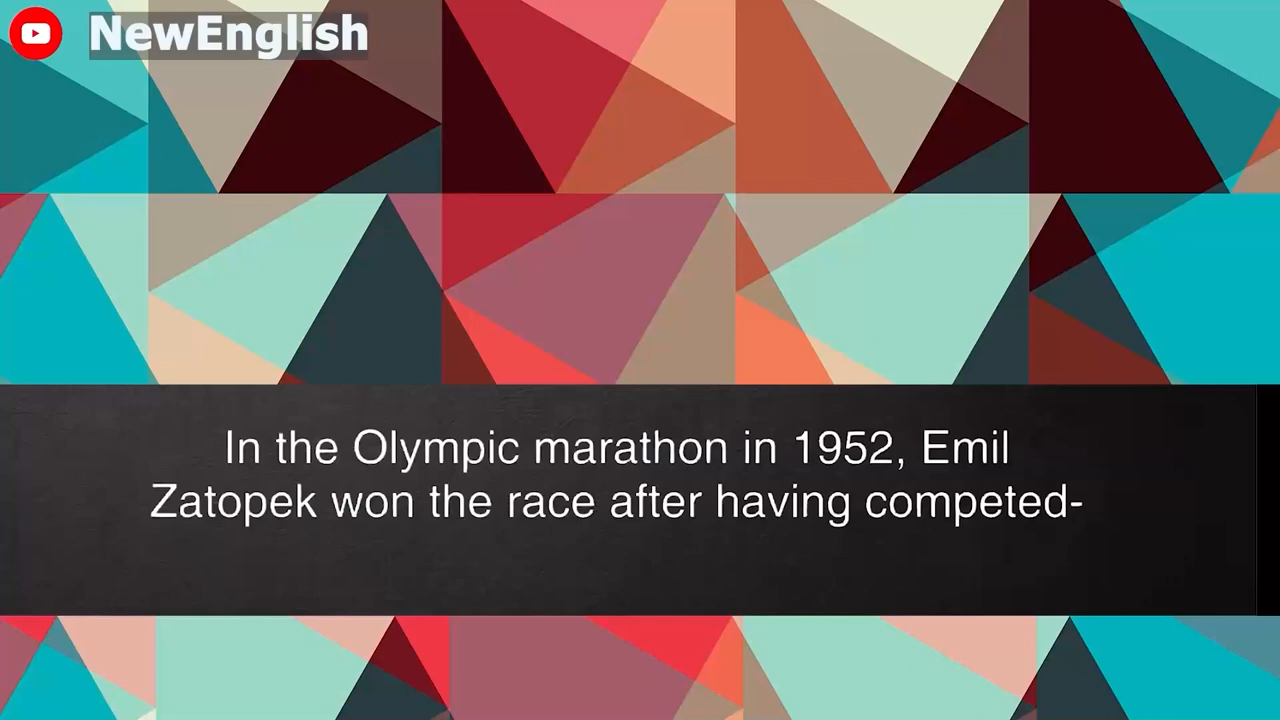 NewEnglish
In the Olympic marathon in 1952, Emil
Zatopek won the race after having competed-